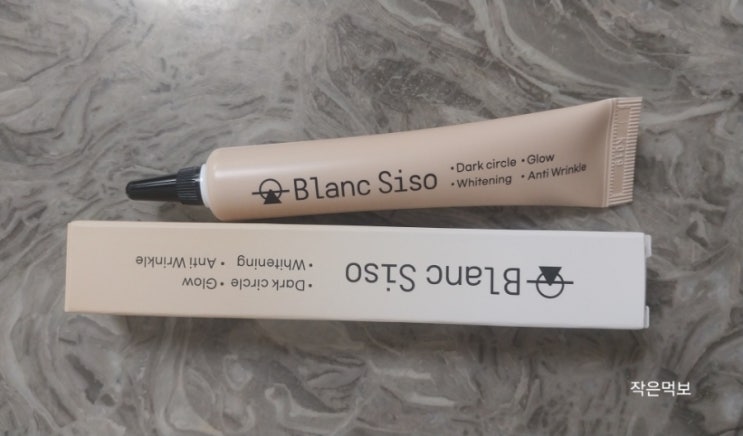 Blanc Siso
• Dark circle • Glow
• Whitening • Anti Wrinkle
Blanc Siso
• Dark circle • Glow
• Whitening • Anti Wrinkle
작은먹보